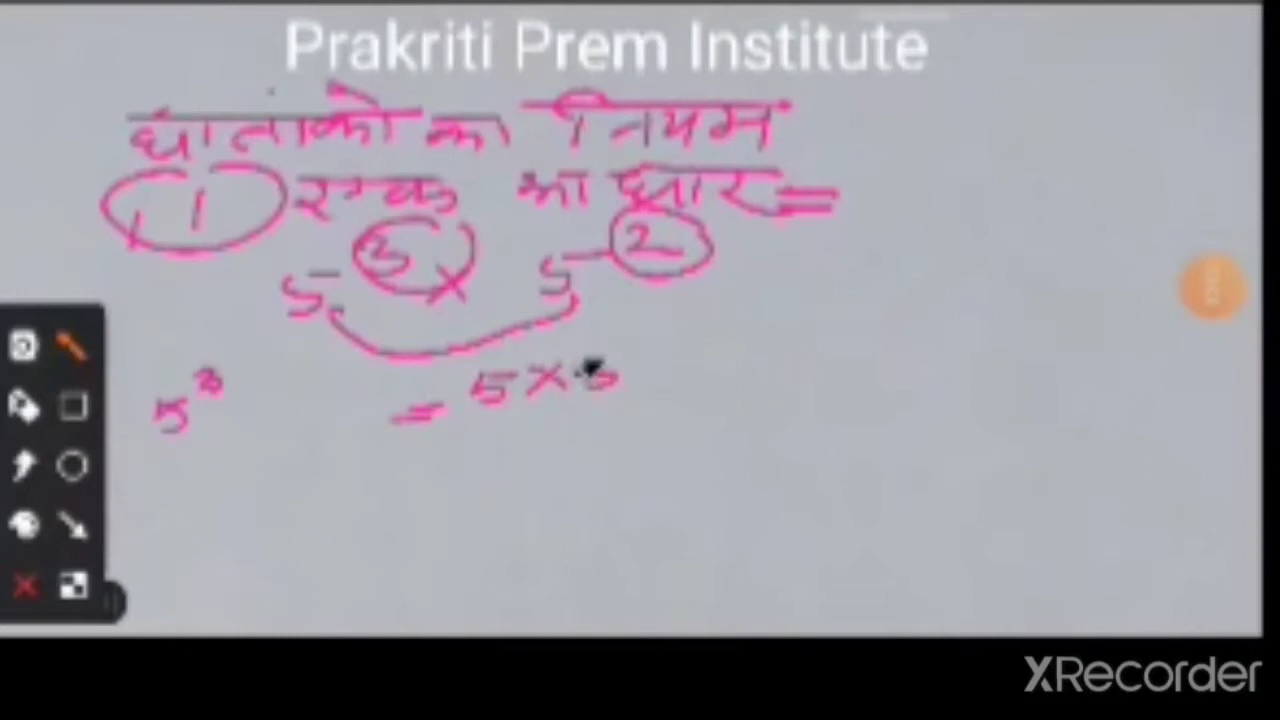 Prakriti Prem Institute
घाताकों का नियम
1 एक आधार =
5³ × 5²
5³ = 5×5
XRecorder